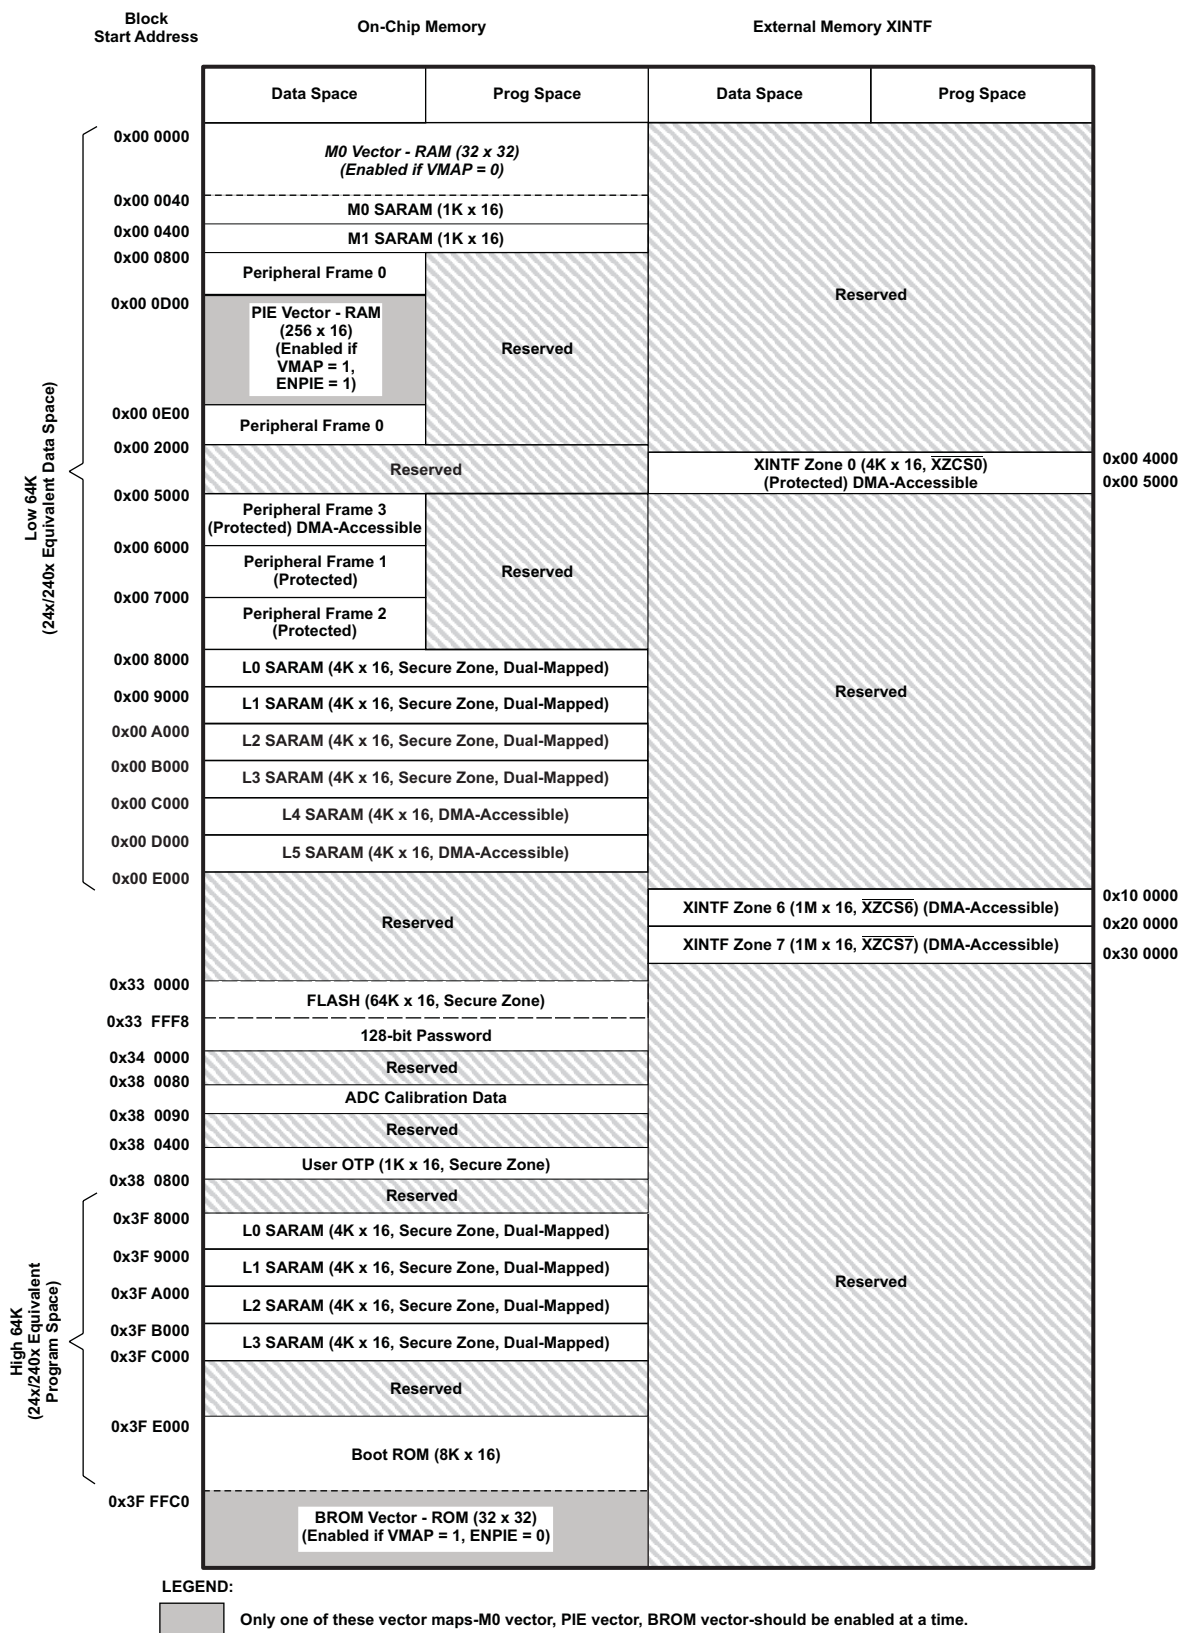 Block
Start Address
On-Chip Memory
External Memory XINTF
Data Space
Prog Space
Data Space
Prog Space
0x00 0000
M0 Vector - RAM (32 x 32)
(Enabled if VMAP = 0)
0x00 0040
M0 SARAM (1K x 16)
0x00 0400
M1 SARAM (1K x 16)
0x00 0800
Peripheral Frame 0
Reserved
0x00 0D00
PIE Vector - RAM
(256 x 16)
(Enabled if
VMAP = 1,
ENPIE = 1)
Reserved
0x00 0E00
Peripheral Frame 0
0x00 2000
Reserved
XINTF Zone 0 (4K x 16, XZCS0)
(Protected) DMA-Accessible
0x00 4000
0x00 5000
0x00 5000
Peripheral Frame 3
(Protected) DMA-Accessible
0x00 6000
Peripheral Frame 1
(Protected)
Reserved
0x00 7000
Peripheral Frame 2
(Protected)
Low 64K
(24x/240x Equivalent Data Space)
0x00 8000
L0 SARAM (4K x 16, Secure Zone, Dual-Mapped)
Reserved
0x00 9000
L1 SARAM (4K x 16, Secure Zone, Dual-Mapped)
0x00 A000
L2 SARAM (4K x 16, Secure Zone, Dual-Mapped)
0x00 B000
L3 SARAM (4K x 16, Secure Zone, Dual-Mapped)
0x00 C000
L4 SARAM (4K x 16, DMA-Accessible)
0x00 D000
L5 SARAM (4K x 16, DMA-Accessible)
0x00 E000
Reserved
XINTF Zone 6 (1M x 16, XZCS6) (DMA-Accessible)
0x10 0000
0x20 0000
XINTF Zone 7 (1M x 16, XZCS7) (DMA-Accessible)
0x30 0000
0x33 0000
FLASH (64K x 16, Secure Zone)
0x33 FFF8
128-bit Password
0x34 0000
Reserved
0x38 0080
ADC Calibration Data
0x38 0090
Reserved
0x38 0400
User OTP (1K x 16, Secure Zone)
0x38 0800
Reserved
0x3F 8000
L0 SARAM (4K x 16, Secure Zone, Dual-Mapped)
0x3F 9000
L1 SARAM (4K x 16, Secure Zone, Dual-Mapped)
Reserved
0x3F A000
L2 SARAM (4K x 16, Secure Zone, Dual-Mapped)
0x3F B000
L3 SARAM (4K x 16, Secure Zone, Dual-Mapped)
0x3F C000
Reserved
High 64K
(24x/240x Equivalent
Program Space)
0x3F E000
Boot ROM (8K x 16)
0x3F FFC0
BROM Vector - ROM (32 x 32)
(Enabled if VMAP = 1, ENPIE = 0)
LEGEND:
Only one of these vector maps-M0 vector, PIE vector, BROM vector-should be enabled at a time.